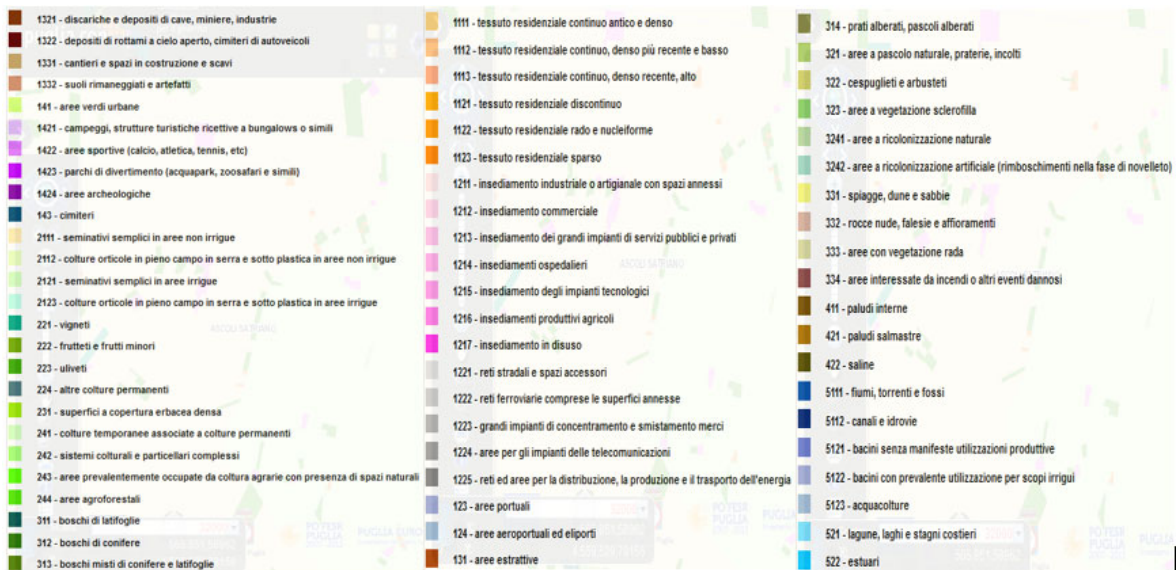 1321 - discariche e depositi di cave, miniere, industrie
1322 - depositi di rottami a cielo aperto, cimiteri di autoveicoli
1331 - cantieri e spazi in costruzione e scavi
1332 - suoli rimaneggiati e artefatti
141 - aree verdi urbane
1421 - campeggi, strutture turistiche ricettive a bungalows o simili
1422 - aree sportive (calcio, atletica, tennis, etc)
1423 - parchi di divertimento (acquapark, zoosafari e simili)
1424 - aree archeologiche
143 - cimiteri
2111 - seminativi semplici in aree non irrigue
2112 - colture orticole in pieno campo in serra e sotto plastica in aree non irrigue
2121 - seminativi semplici in aree irrigue
2123 - colture orticole in pieno campo in serra e sotto plastica in aree irrigue
221 - vigneti
222 - frutteti e frutti minori
223 - uliveti
224 - altre colture permanenti
231 - superfici a copertura erbacea densa
241 - colture temporanee associate a colture permanenti
242 - sistemi colturali e particellari complessi
243 - aree prevalentemente occupate da coltura agrarie con presenza di spazi naturali
244 - aree agroforestali
311 - boschi di latifoglie
312 - boschi di conifere
313 - boschi misti di conifere e latifoglie
1111 - tessuto residenziale continuo antico e denso
1112 - tessuto residenziale continuo, denso più recente e basso
1113 - tessuto residenziale continuo, denso recente, alto
1121 - tessuto residenziale discontinuo
1122 - tessuto residenziale rado e nucleiforme
1123 - tessuto residenziale sparso
1211 - insediamento industriale o artigianale con spazi annessi
1212 - insediamento commerciale
1213 - insediamento dei grandi impianti di servizi pubblici e privati
1214 - insediamenti ospedalieri
1215 - insediamento degli impianti tecnologici
1216 - insediamenti produttivi agricoli
1217 - insediamento in disuso
1221 - reti stradali e spazi accessori
1222 - reti ferroviarie comprese le superfici annesse
1223 - grandi impianti di concentramento e smistamento merci
1224 - aree per gli impianti delle telecomunicazioni
1225 - reti ed aree per la distribuzione, la produzione e il trasporto dell'energia
123 - aree portuali
124 - aree aeroportuali ed eliporti
131 - aree estrattive
314 - prati alberati, pascoli alberati
321 - aree a pascolo naturale, praterie, incolti
322 - cespuglieti e arbusteti
323 - aree a vegetazione sclerofilla
3241 - aree a ricolonizzazione naturale
3242 - aree a ricolonizzazione artificiale (rimboschimenti nella fase di novelleto)
331 - spiagge, dune e sabbie
332 - rocce nude, falesie e affioramenti
333 - aree con vegetazione rada
334 - aree interessate da incendi o altri eventi dannosi
411 - paludi interne
421 - paludi salmastre
422 - saline
5111 - fiumi, torrenti e fossi
5112 - canali e idrovie
5121 - bacini senza manifeste utilizzazioni produttive
5122 - bacini con prevalente utilizzazione per scopi irrigui
5123 - acquacolture
521 - lagune, laghi e stagni costieri
522 - estuari
ASCOLI SATRIANO
ASCOLI SATRIANO